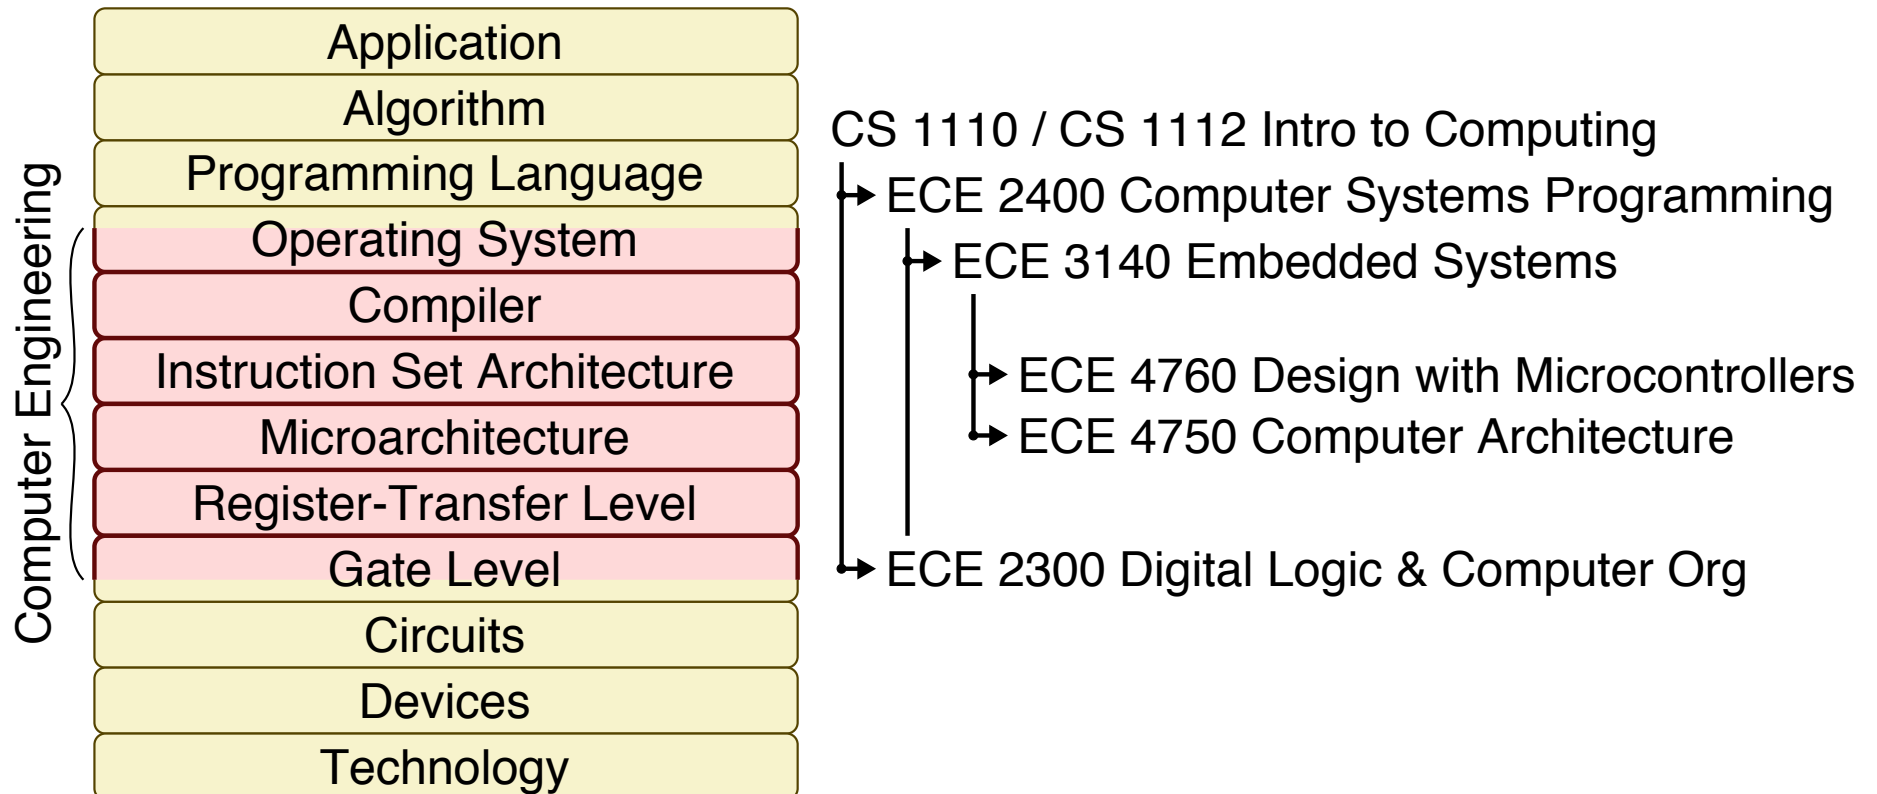 Application
Algorithm
Programming Language
Operating System
Compiler
Instruction Set Architecture
Microarchitecture
Register-Transfer Level
Gate Level
Circuits
Devices
Technology
Computer Engineering
CS 1110 / CS 1112 Intro to Computing
ECE 2400 Computer Systems Programming
ECE 3140 Embedded Systems
ECE 4760 Design with Microcontrollers
ECE 4750 Computer Architecture
ECE 2300 Digital Logic & Computer Org